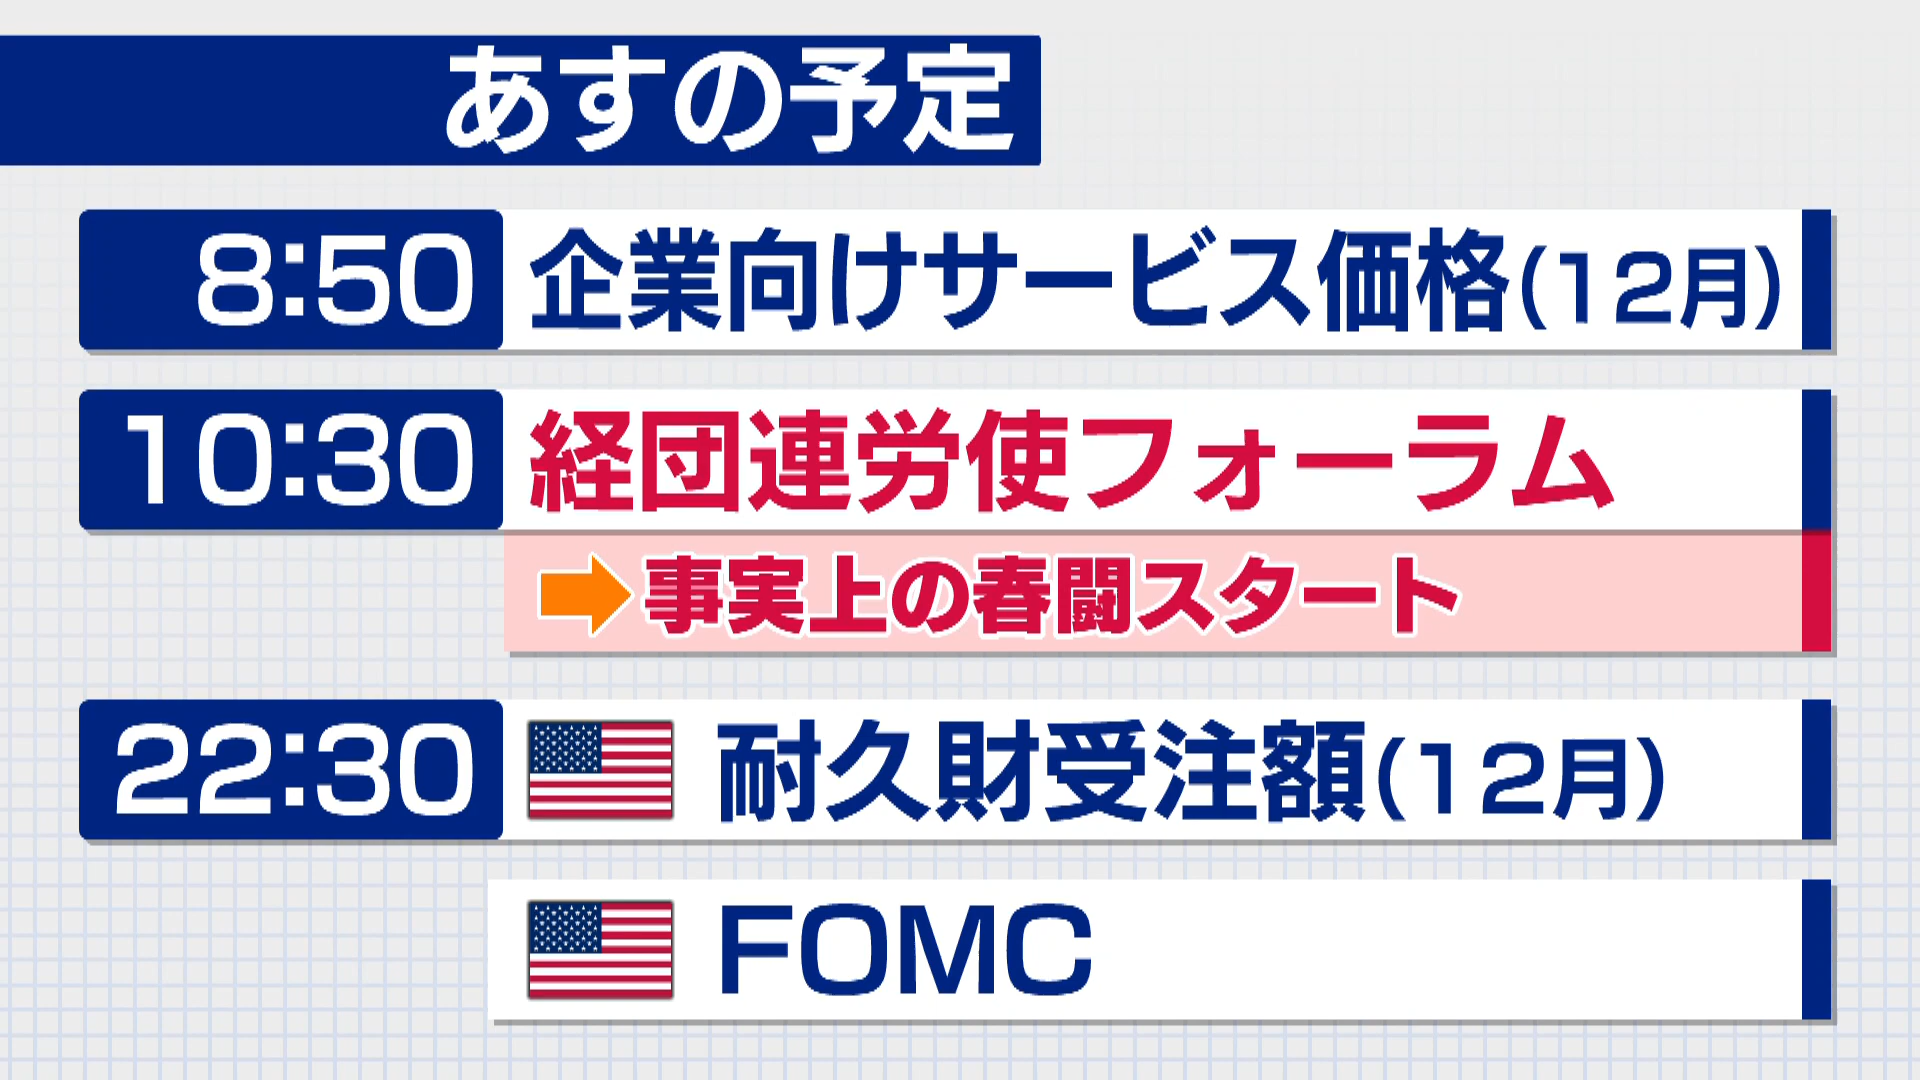 あすの予定
8:50 企業向けサービス価格(12月)
10:30 経団連労使フォーラム
事実上の春闘スタート
22:30 耐久財受注額(12月)
FOMC